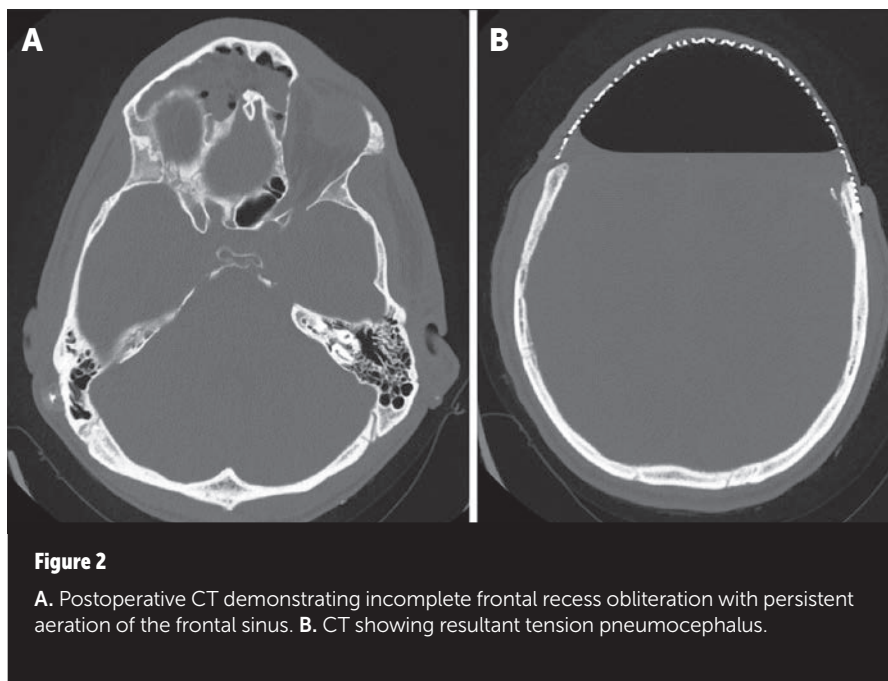 A
B
Figure 2
A. Postoperative CT demonstrating incomplete frontal recess obliteration with persistent
aeration of the frontal sinus. B. CT showing resultant tension pneumocephalus.